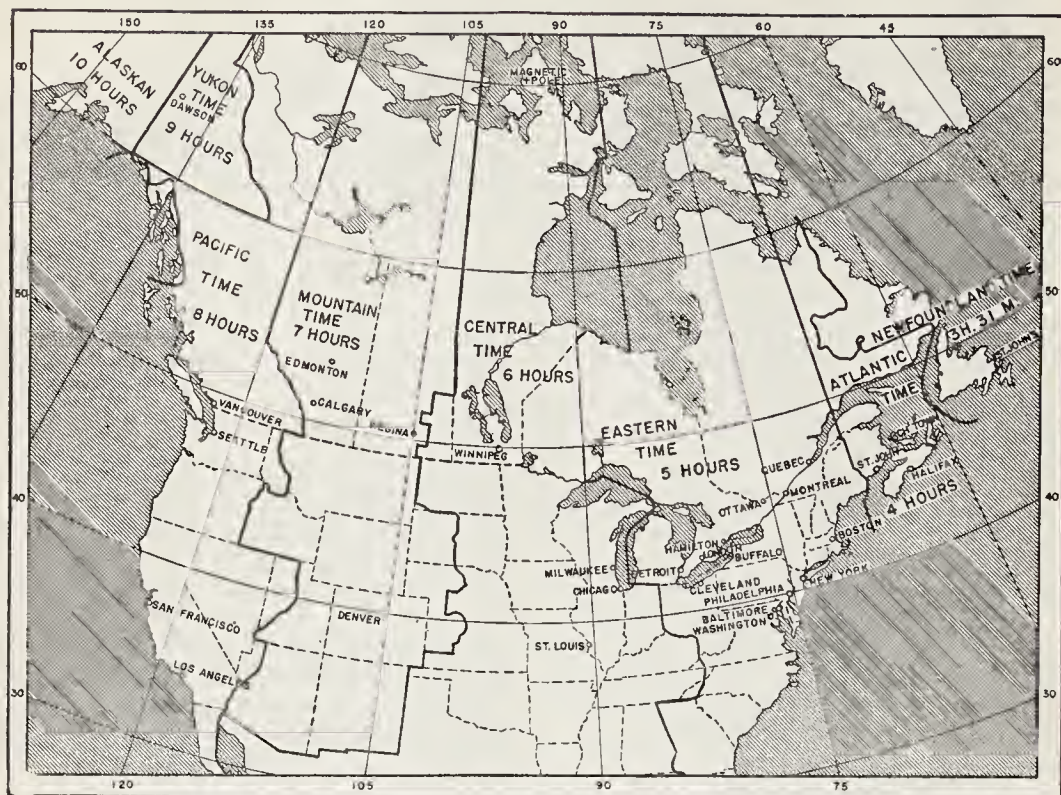 150 135 120 105 90 75 60 45
60
60
ALASKAN
10 HOURS
YUKON
TIME
DAWSON
9 HOURS
MAGNETIC
+POLE
PACIFIC
TIME
8 HOURS
MOUNTAIN
TIME
7 HOURS
EDMONTON
CALGARY
VANCOUVER
SEATTLE
CENTRAL
TIME
6 HOURS
WINNIPEG
EASTERN
TIME
5 HOURS
NEWFOUNDLAND TIME
3H. 31 M.
ST. JOHNS
ATLANTIC
TIME
4 HOURS
50
50
QUEBEC
MONTREAL
OTTAWA
ST. JOHN
HALIFAX
BOSTON
40
40
HAMILTON
LONDON
BUFFALO
MILWAUKEE
DETROIT
CHICAGO
CLEVELAND
NEW YORK
PHILADELPHIA
BALTIMORE
WASHINGTON
SAN FRANCISCO
DENVER
ST. LOUIS
LOS ANGELES
30
30
120 105 90 75